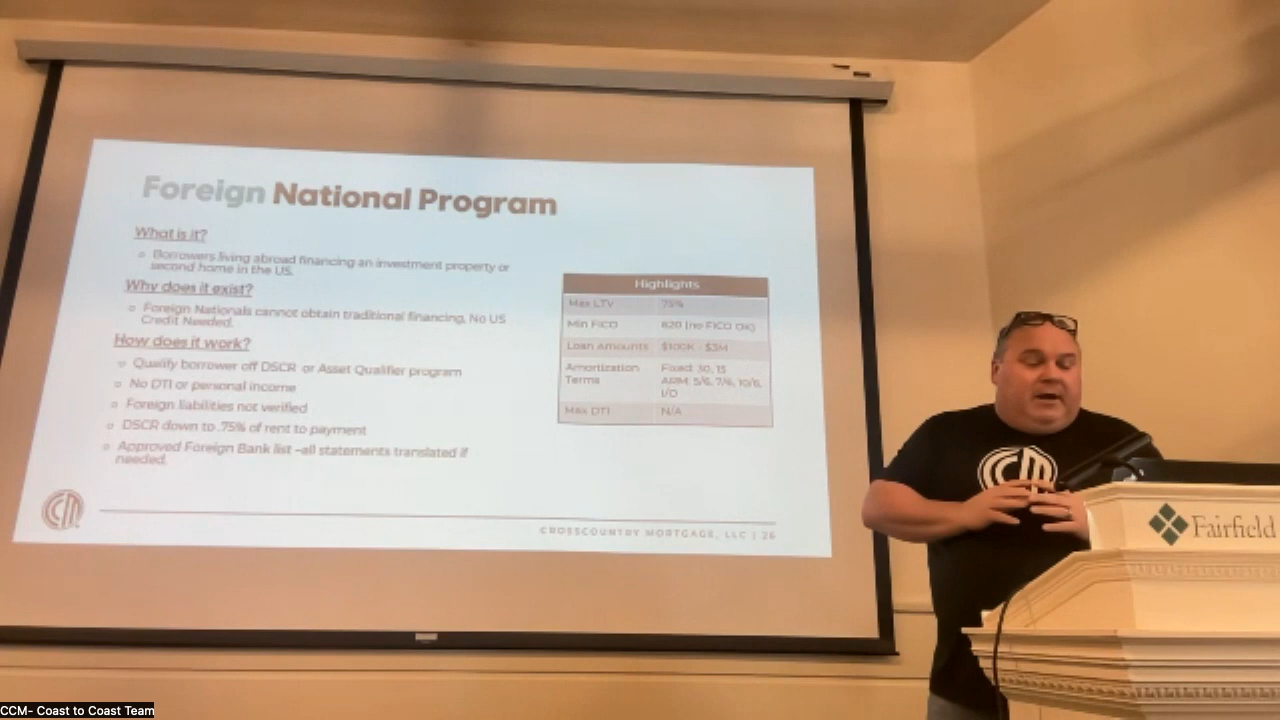 Foreign National Program
What is it?
Borrowers living abroad financing an investment property or
second home in the US.
Why does it exist?
Foreign Nationals cannot obtain traditional financing, No US
Credit Needed.
How does it work?
Qualify borrower off DSCR or Asset Qualifier program
No DTI or personal income
Foreign liabilities not verified
DSCR down to .75% of rent to payment
Approved Foreign Bank list -all statements translated if
needed.
Highlights
Max LTV 75%
Min FICO 620 (no FICO OK)
Loan Amounts $100K - $3M
Amortization Fixed: 30, 15
Terms ARM: 5/6, 7/6, 10/6,
I/O
Max DTI N/A
CROSSCOUNTRY MORTGAGE, LLC | 26
CCM
Fairfield
CCM- Coast to Coast Team